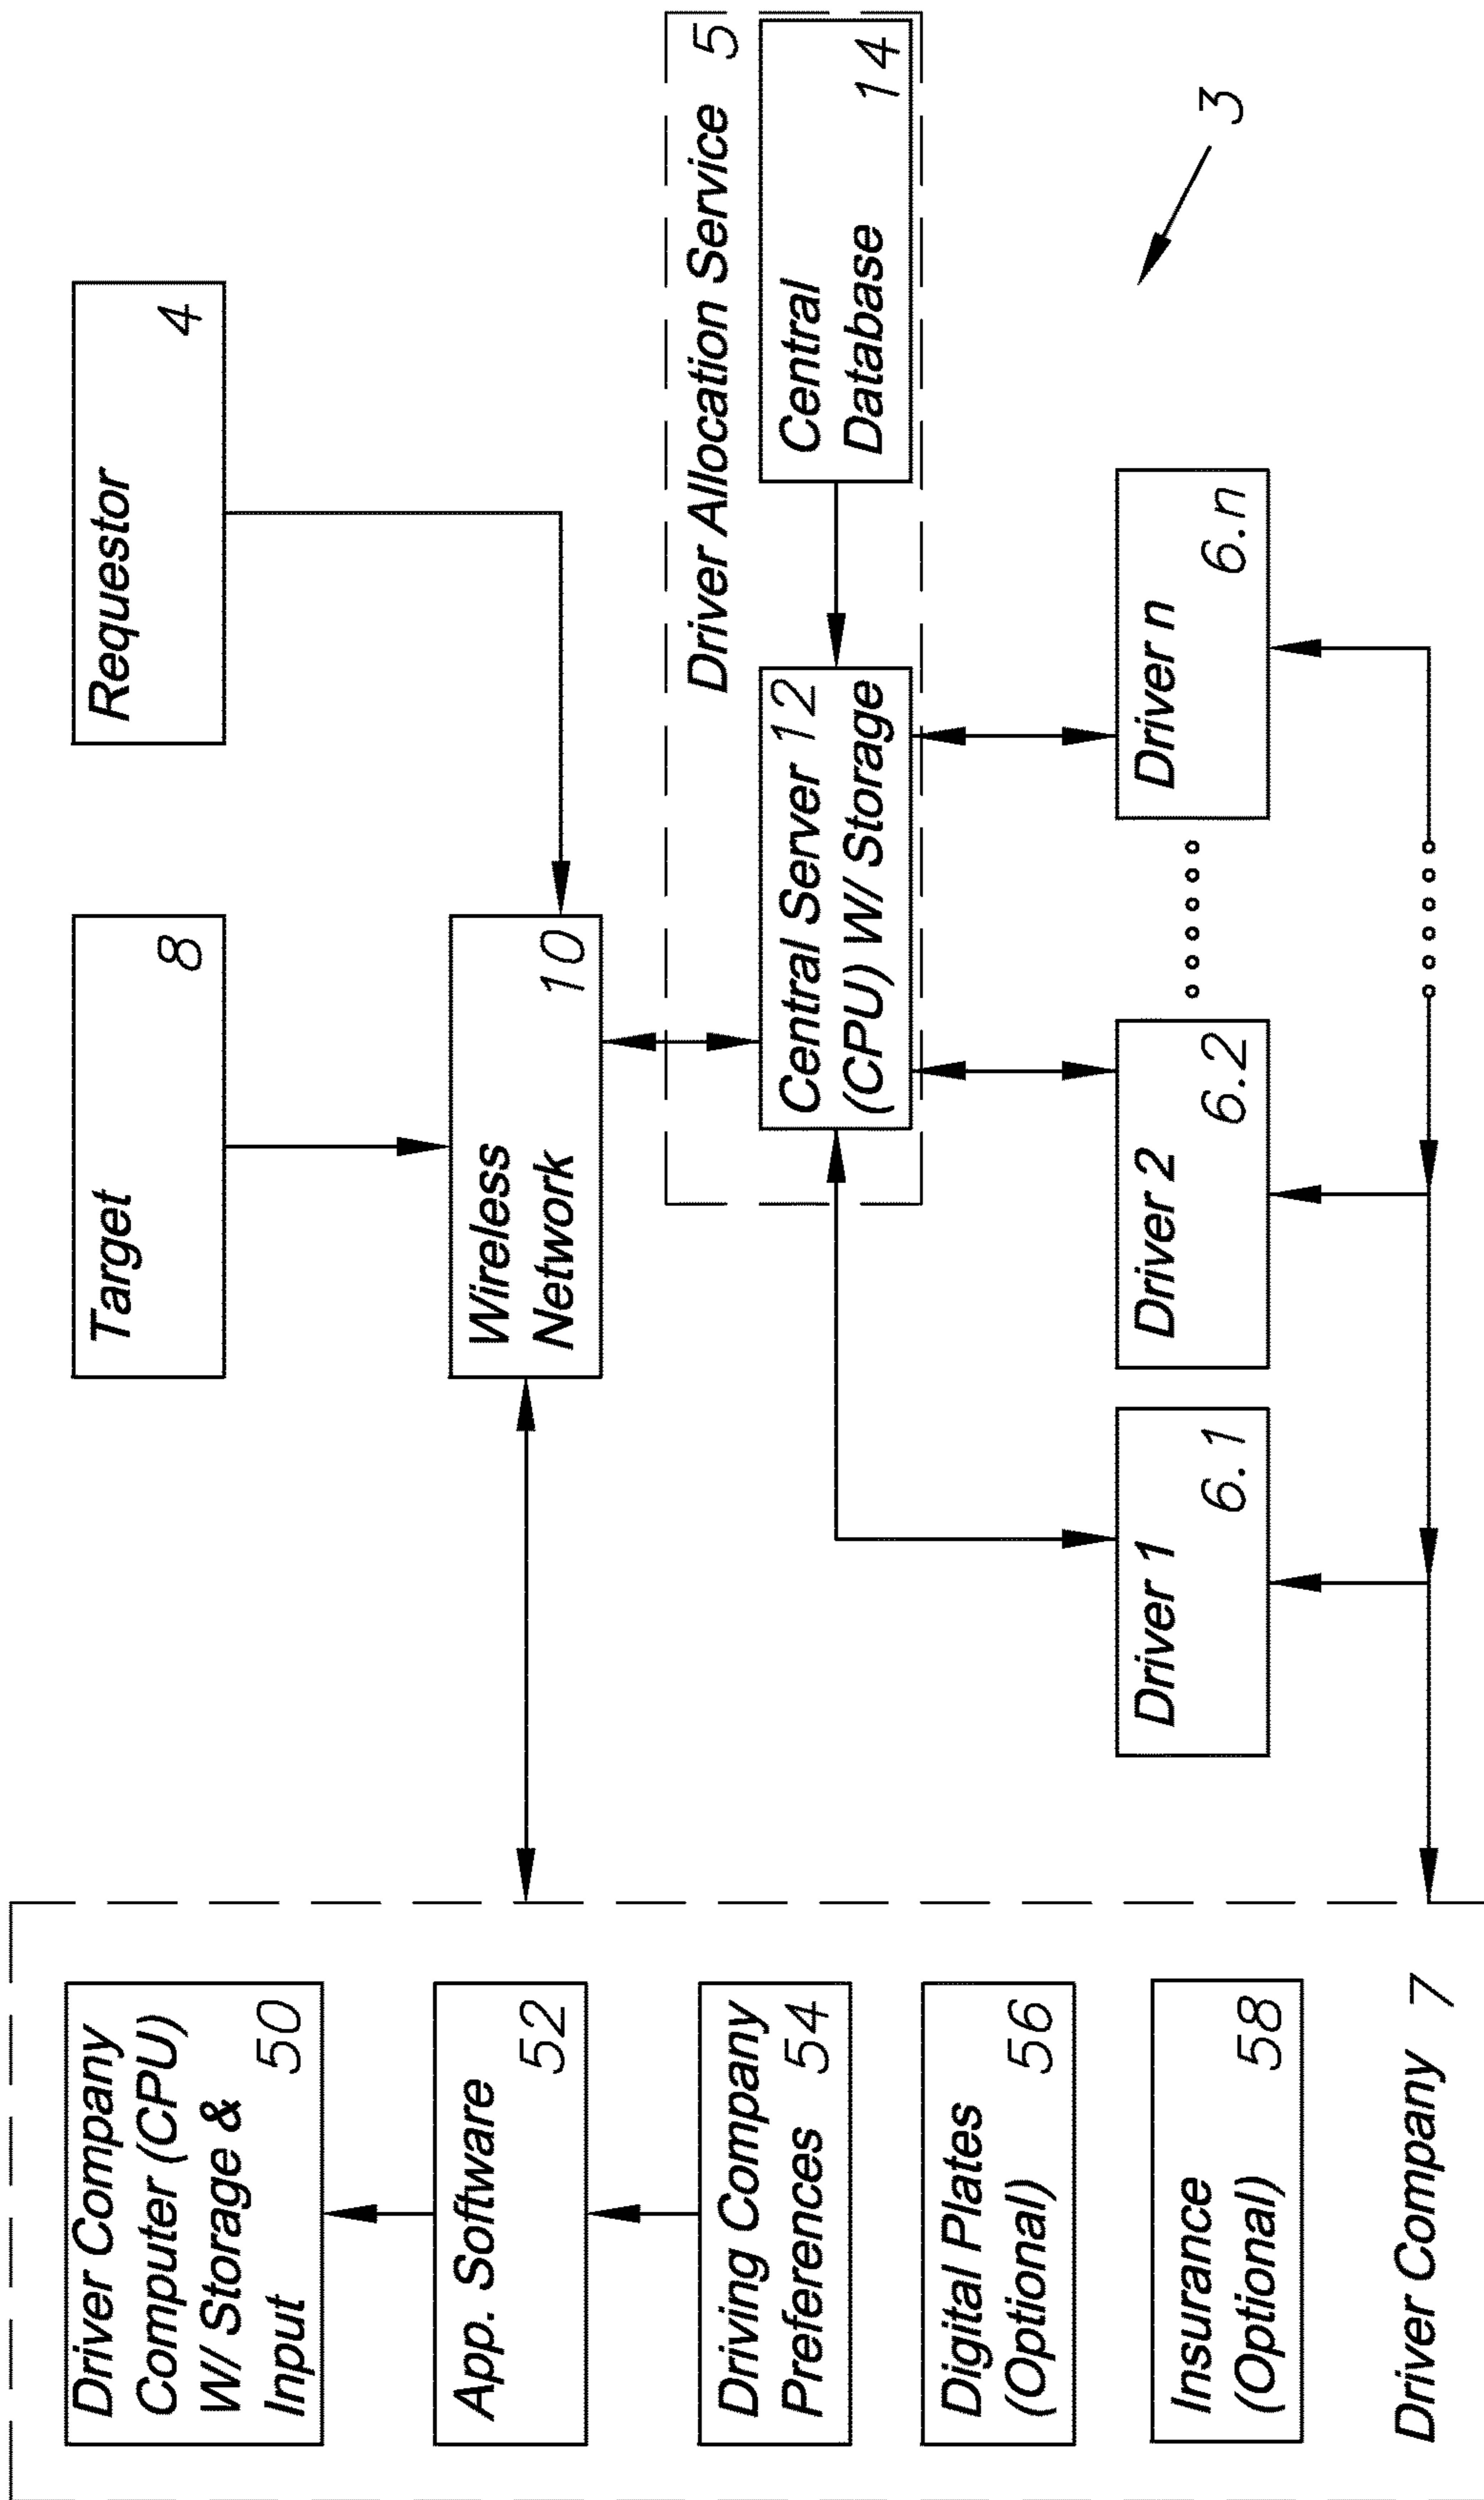 Driver Company
Computer (CPU)
W/ Storage &
Input 50
App. Software
52
Driving Company
Preferences 54
Digital Plates
(Optional) 56
Insurance
(Optional) 58
Driver Company 7
Target
8
Requestor
4
Wireless
Network 10
Driver Allocation Service 5
Central Server 12
(CPU) W/ Storage
Central
Database 14
Driver 1
6.1
Driver 2
6.2
Driver n
6.n
3